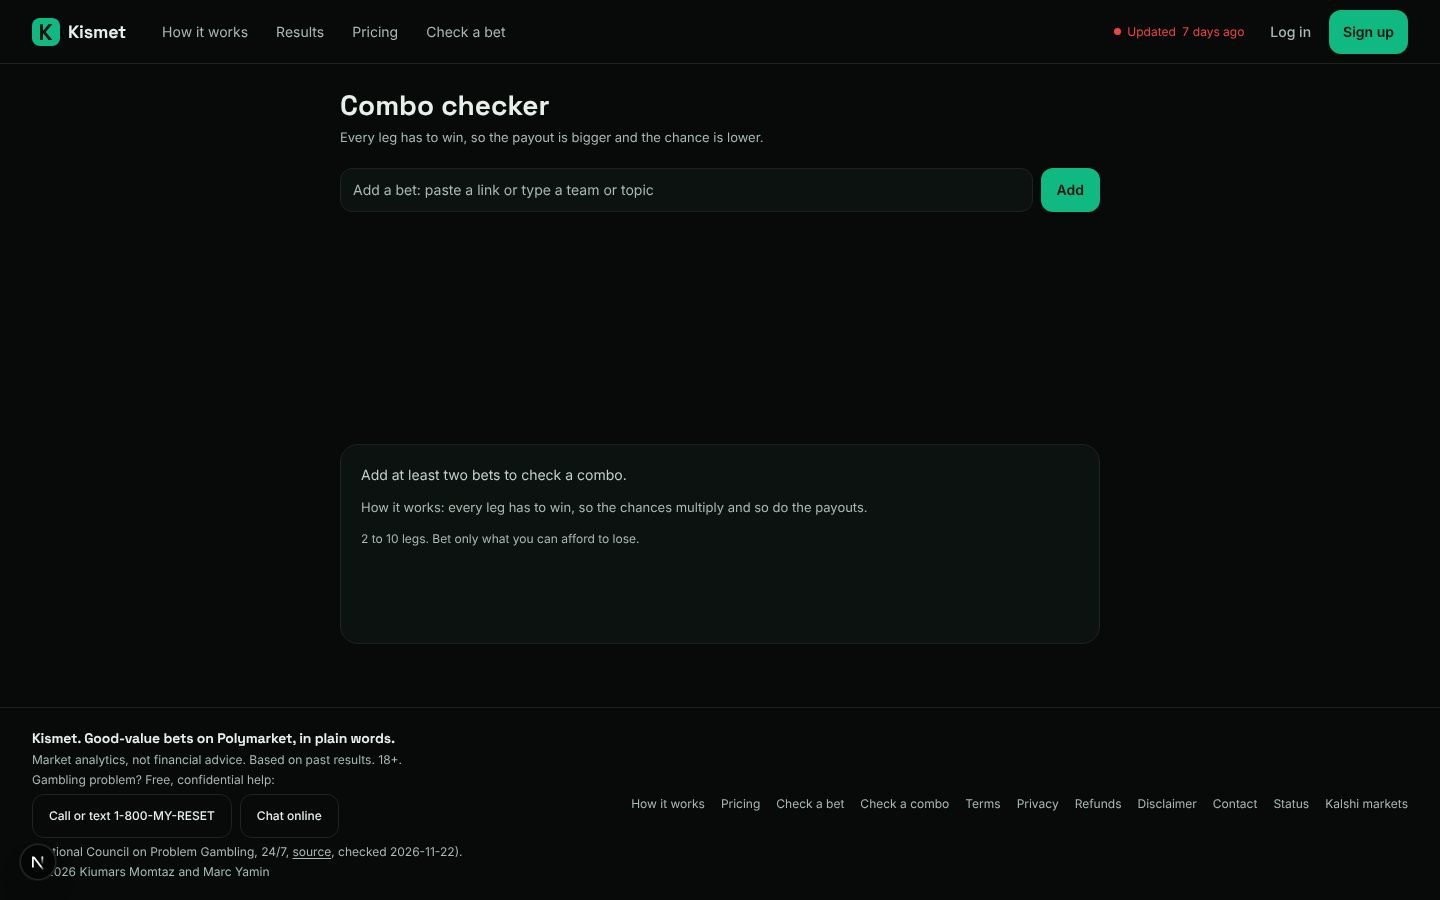 K Kismet How it works Results Pricing Check a bet Updated 7 days ago Log in Sign up
Combo checker
Every leg has to win, so the payout is bigger and the chance is lower.
Add a bet: paste a link or type a team or topic Add
Add at least two bets to check a combo.
How it works: every leg has to win, so the chances multiply and so do the payouts.
2 to 10 legs. Bet only what you can afford to lose.
Kismet. Good-value bets on Polymarket, in plain words.
Market analytics, not financial advice. Based on past results. 18+.
Gambling problem? Free, confidential help:
Call or text 1-800-MY-RESET Chat online
How it works Pricing Check a bet Check a combo Terms Privacy Refunds Disclaimer Contact Status Kalshi markets
Council on Problem Gambling, 24/7, source, checked 2026-11-22).
N
Kiumars Momtaz and Marc Yamin